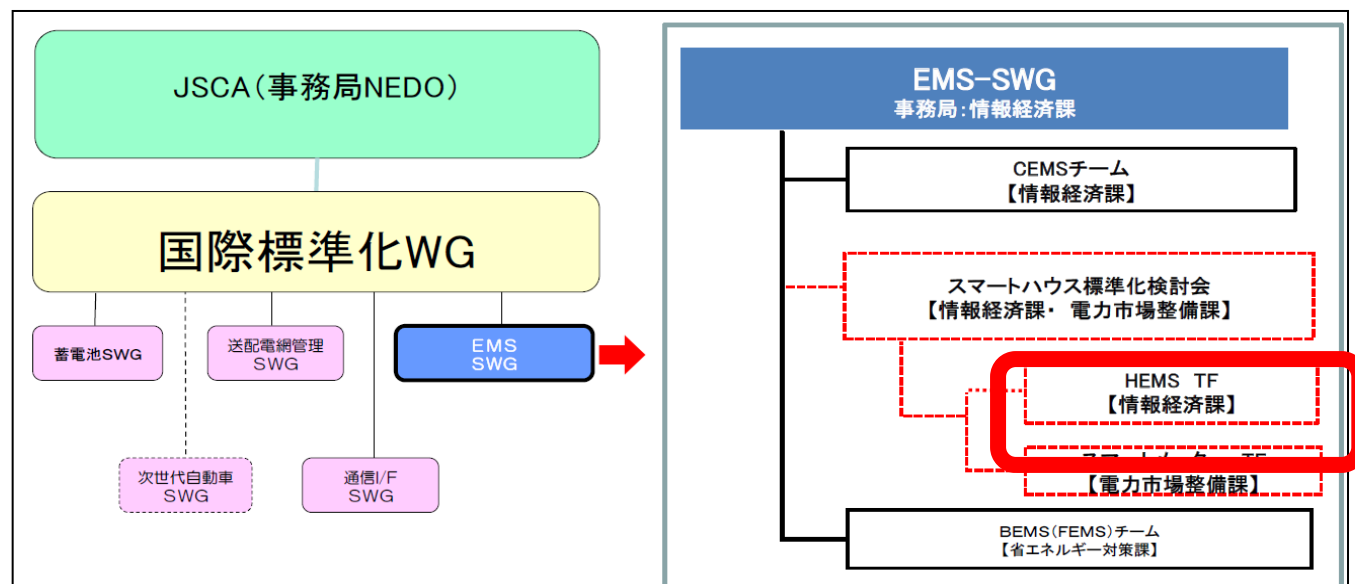 JSCA(事務局NEDO)
国際標準化WG
蓄電池SWG
送配電網管理
SWG
EMS
SWG
次世代自動車
SWG
通信I/F
SWG
EMS-SWG
事務局:情報経済課
CEMSチーム
【情報経済課】
スマートハウス標準化検討会
【情報経済課・ 電力市場整備課】
HEMS TF
【情報経済課】
【電力市場整備課】
BEMS(FEMS)チーム
【省エネルギー対策課】